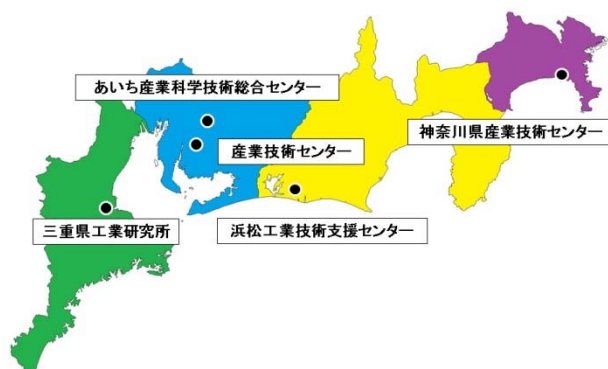 あいち産業科学技術総合センター
産業技術センター
神奈川県産業技術センター
三重県工業研究所
浜松工業技術支援センター